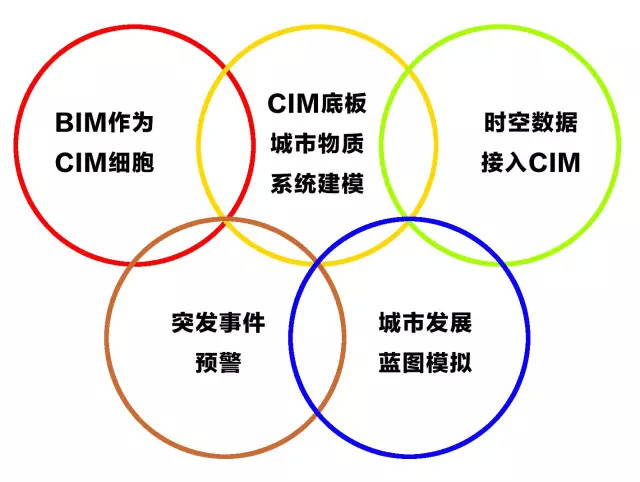 BIM作为
CIM细胞
CIM底板
城市物质
系统建模
时空数据
接入CIM
突发事件
预警
城市发展
蓝图模拟